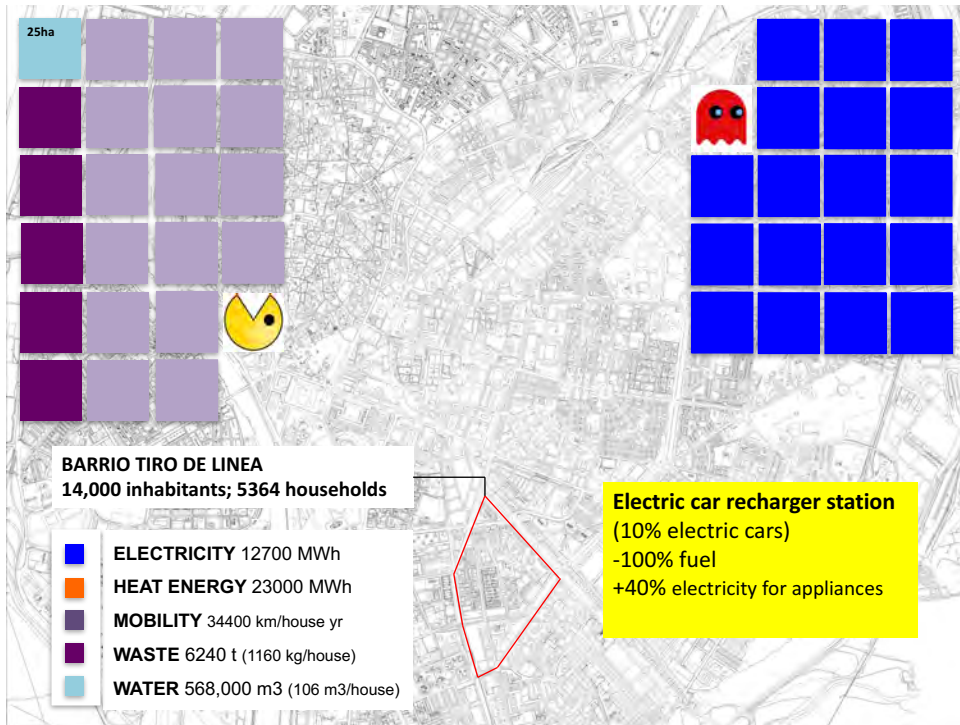 25ha
BARRIO TIRO DE LINEA
14,000 inhabitants; 5364 households
ELECTRICITY 12700 MWh
HEAT ENERGY 23000 MWh
MOBILITY 34400 km/house yr
WASTE 6240 t (1160 kg/house)
WATER 568,000 m3 (106 m3/house)
Electric car recharger station
(10% electric cars)
-100% fuel
+40% electricity for appliances